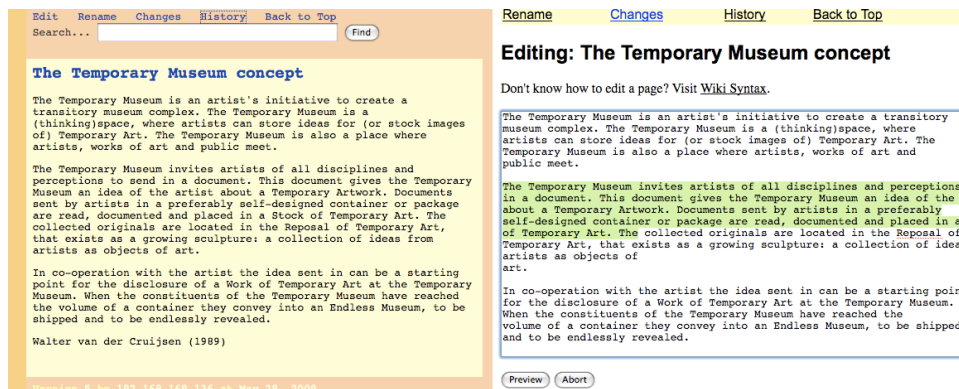 Edit Rename Changes History Back to Top
Search... Find
The Temporary Museum concept
The Temporary Museum is an artist's initiative to create a
transitory museum complex. The Temporary Museum is a
(thinking)space, where artists can store ideas for (or stock images
of) Temporary Art. The Temporary Museum is also a place where
artists, works of art and public meet.
The Temporary Museum invites artists of all disciplines and
perceptions to send in a document. This document gives the Temporary
Museum an idea of the artist about a Temporary Artwork. Documents
sent by artists in a preferably self-designed container or package
are read, documented and placed in a Stock of Temporary Art. The
collected originals are located in the Reposal of Temporary Art,
that exists as a growing sculpture: a collection of ideas from
artists as objects of art.
In co-operation with the artist the idea sent in can be a starting
point for the disclosure of a Work of Temporary Art at the Temporary
Museum. When the constituents of the Temporary Museum have reached
the volume of a container they convey into an Endless Museum, to be
shipped and to be endlessly revealed.
Walter van der Cruijsen (1989)
Rename Changes History Back to Top
Editing: The Temporary Museum concept
Don't know how to edit a page? Visit Wiki Syntax.
The Temporary Museum is an artist's initiative to create a transitory
museum complex. The Temporary Museum is a (thinking)space, where
artists can store ideas for (or stock images of) Temporary Art. The
Temporary Museum is also a place where artists, works of art and
public meet.
The Temporary Museum invites artists of all disciplines and perceptions
in a document. This document gives the Temporary Museum an idea of the
about a Temporary Artwork. Documents sent by artists in a preferably
self-designed container or package are read, documented and placed in a
of Temporary Art. The collected originals are located in the Reposal of
Temporary Art, that exists as a growing sculpture: a collection of idea
artists as objects of
art.
In co-operation with the artist the idea sent in can be a starting poin
for the disclosure of a Work of Temporary Art at the Temporary Museum.
When the constituents of the Temporary Museum have reached the
volume of a container they convey into an Endless Museum, to be shipped
and to be endlessly revealed.
Preview Abort